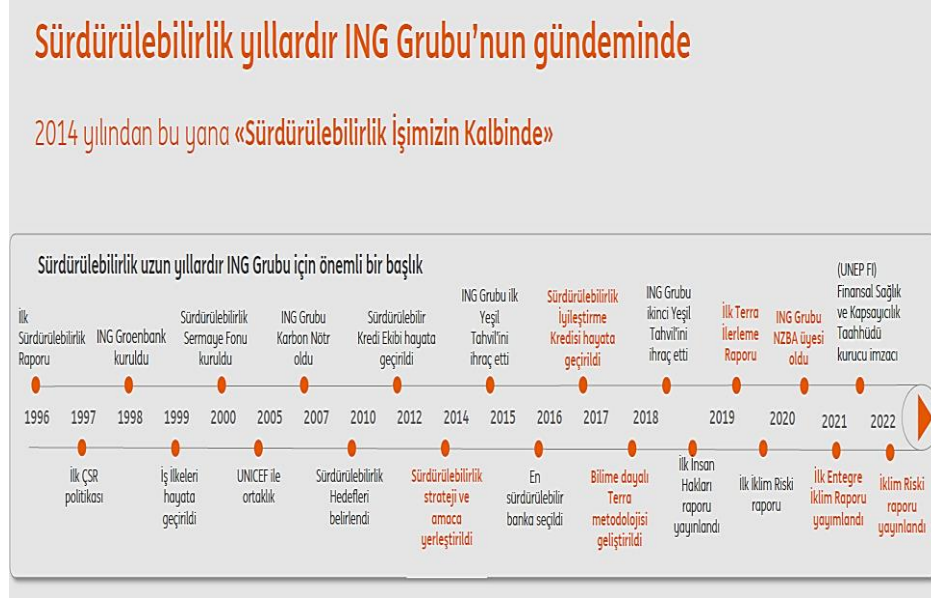 Sürdürülebilirlik yıllardır ING Grubu'nun gündeminde
2014 yılından bu yana «Sürdürülebilirlik İşimizin Kalbinde»
Sürdürülebilirlik uzun yıllardır ING Grubu için önemli bir başlık
İlk
Sürdürülebilirlik
Raporu
ING Groenbank
kuruldu
Sürdürülebilirlik
Sermaye Fonu
kuruldu
ING Grubu
Karbon Nötr
oldu
Sürdürülebilir
Kredi Ekibi hayata
geçirildi
ING Grubu ilk
Yeşil
Tahvil'ini
ihraç etti
Sürdürülebilirlik
İyileştirme
Kredisi hayata
geçirildi
ING Grubu
ikinci Yeşil
Tahvil'ini
ihraç etti
İlk Terra
İlerleme
Raporu
ING Grubu
NZBA üyesi
oldu
(UNEP FI)
Finansal Sağlık
ve Kapsayıcılık
Taahhüdü
kurucu imzacı
1996 1997 1998 1999 2000 2005 2007 2010 2012 2014 2015 2016 2017 2018 2019 2020 2021 2022
İlk ÇSR
politikası
İş İlkeleri
hayata
geçirildi
UNICEF ile
ortaklık
Sürdürülebilirlik
Hedefleri
belirlendi
Sürdürülebilirlik
strateji ve
amaca
yerleştirildi
En
sürdürülebilir
banka seçildi
Bilime dayalı
Terra
metodolojisi
geliştirildi
İlk İnsan
Hakları
raporu
yayınlandı
İlk İklim Riski
raporu
İlk Entegre
İklim Raporu
yayımlandı
İklim Riski
raporu
yayınlandı